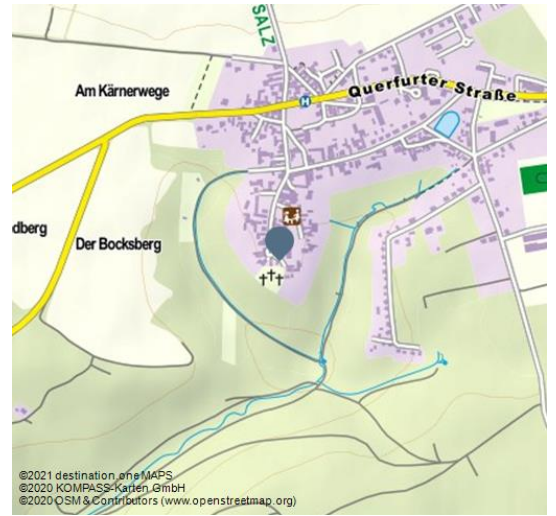 SALZ
Am Kärnerwege
Querfurter Straße
H
dberg
Der Bocksberg
©2021 destination.one MAPS
©2020 KOMPASS-Karten GmbH
©2020 OSM & Contributors (www.openstreetmap.org)